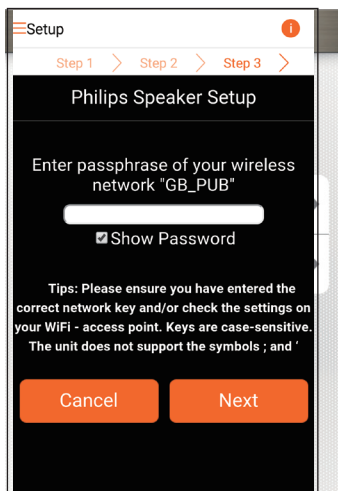 Setup
Step 1 Step 2 Step 3
Philips Speaker Setup
Enter passphrase of your wireless
network "GB_PUB"
Show Password
Tips: Please ensure you have entered the
correct network key and/or check the settings on
your WiFi - access point. Keys are case-sensitive.
The unit does not support the symbols ; and ‘
Cancel Next